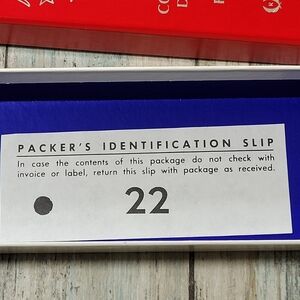 PACKER'S IDENTIFICATION SLIP
In case the contents of this package do not check with
invoice or label, return this slip with package as received.
22